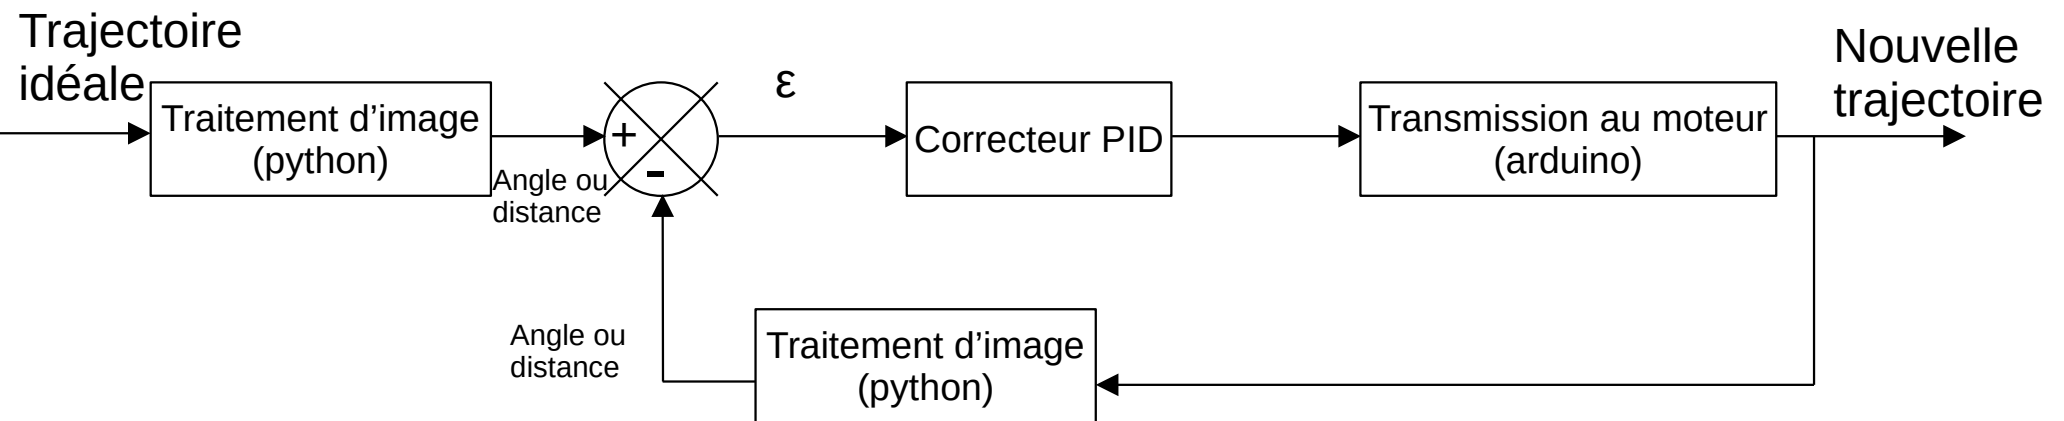 Trajectoire
idéale
Traitement d’image
(python)
Angle ou
distance
+
-
ε
Correcteur PID
Transmission au moteur
(arduino)
Nouvelle
trajectoire
Angle ou
distance
Traitement d’image
(python)